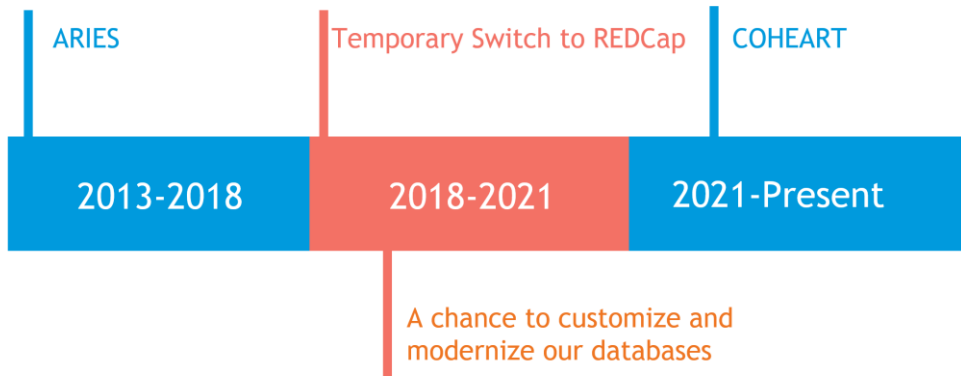 ARIES
Temporary Switch to REDCap
COHEART
2013-2018
2018-2021
2021-Present
A chance to customize and
modernize our databases